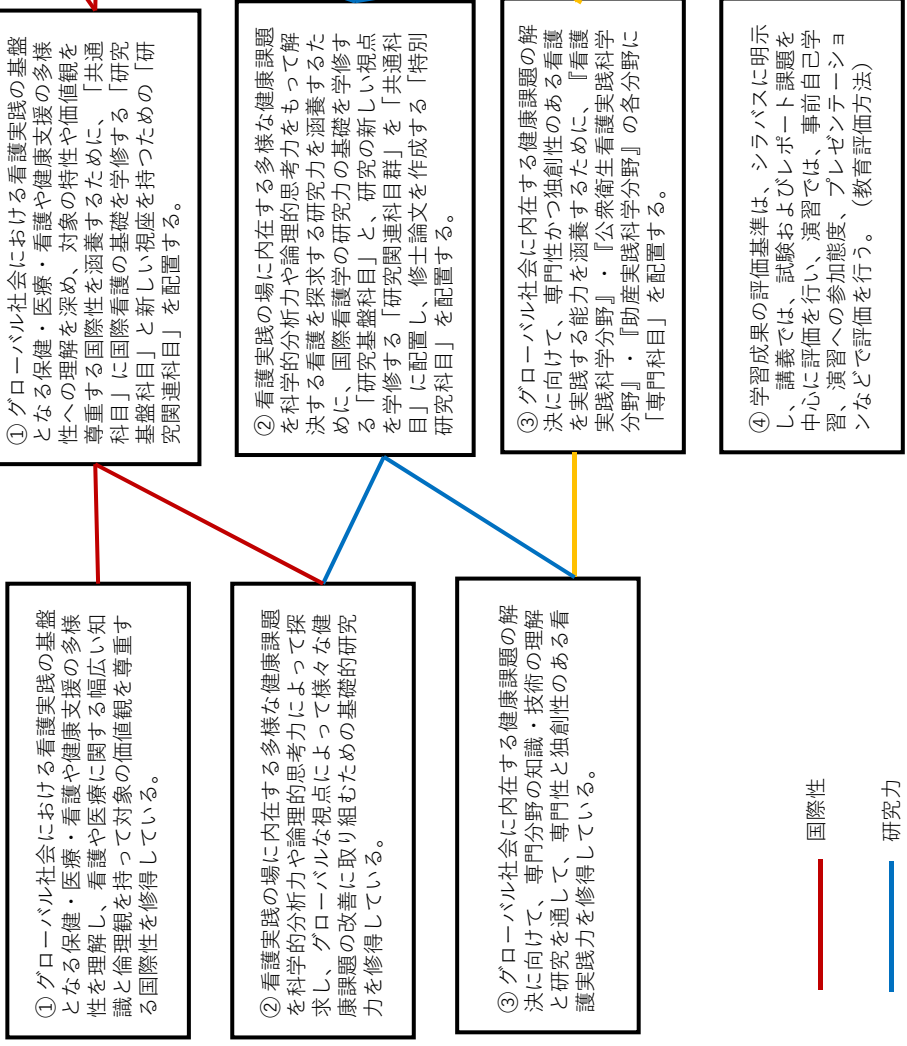 ①グローバル社会における看護実践の基盤
となる保健・医療・看護や健康支援の多様
性を理解し、看護や医療に関する幅広い知
識と倫理観を持って対象の価値観を尊重す
る国際性を修得している。
②看護実践の場に内在する多様な健康課題
を科学的分析力や論理的思考力によって探
求し、グローバルな視点によって様々な健
康課題の改善に取り組むための基礎的研究
力を修得している。
③グローバル社会に内在する健康課題の解
決に向けて、専門分野の知識・技術の理解
と研究を通して、専門性と独創性のある看
護実践力を修得している。
①グローバル社会における看護実践の基盤
となる保健・医療・看護や健康支援の多様
性への理解を深め、対象の特性や価値観を
尊重する国際性を涵養するために、「共通
科目」に国際看護の基礎を学修する「研究
基盤科目」と新しい視座を持つための「研
究関連科目」を配置する。
②看護実践の場に内在する多様な健康課題
を科学的分析力や論理的思考力をもって解
決する看護を探求する研究力を涵養するた
めに、国際看護学の研究力の基礎を学修す
る「研究基盤科目」と、研究の新しい視点
を学修する「研究関連科目群」を「共通科
目」に配置し、修士論文を作成する「特別
研究科目」を配置する。
③グローバル社会に内在する健康課題の解
決に向けて、専門性かつ独創性のある看護
を実践する能力を涵養するために、『看護
実践科学分野』・『公衆衛生看護実践科学
分野』・『助産実践科学分野』の各分野に
「専門科目」を配置する。
④学習成果の評価基準は、シラバスに明示
し、講義では、試験およびレポート課題を
中心に評価を行い、演習では、事前自己学
習、演習への参加態度、プレゼンテーショ
ンなどで評価を行う。（教育評価方法）
国際性
研究力